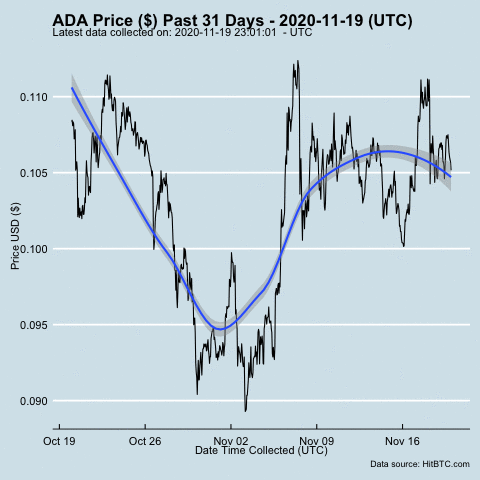 ADA Price ($) Past 31 Days - 2020-11-19 (UTC)
Latest data collected on: 2020-11-19 23:01:01 - UTC
Price USD ($)
0.110
0.105
0.100
0.095
0.090
Oct 19 Oct 26 Nov 02 Nov 09 Nov 16
Date Time Collected (UTC)
Data source: HitBTC.com